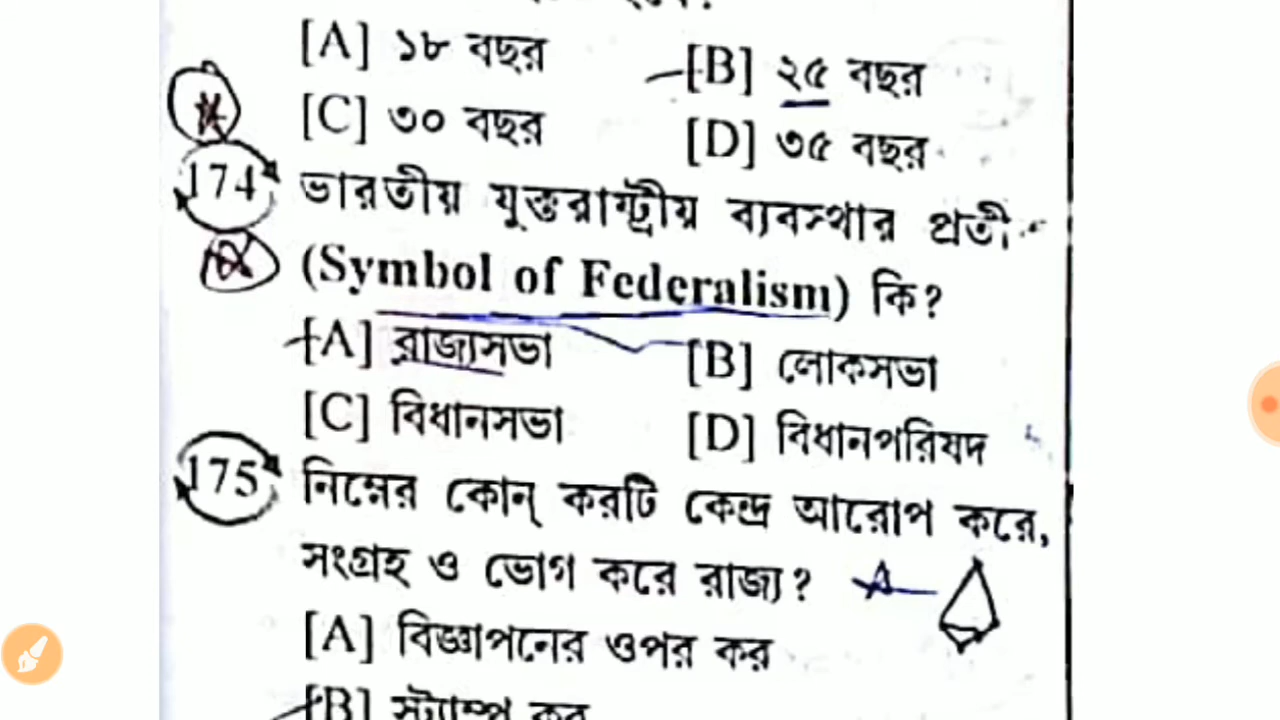 [A] ১৮ বছর [B] ২৫ বছর
[C] ৩০ বছর [D] ৩৫ বছর
174 ভারতীয় যুক্তরাষ্ট্রীয় ব্যবস্থার প্রতী
(Symbol of Federalism) কি?
[A] রাজ্যসভা [B] লোকসভা
[C] বিধানসভা [D] বিধানপরিষদ
175 নিম্নের কোন্ করটি কেন্দ্র আরোপ করে,
সংগ্রহ ও ভোগ করে রাজ্য?
[A] বিজ্ঞাপনের ওপর কর
[B] স্ট্যাম্প কর